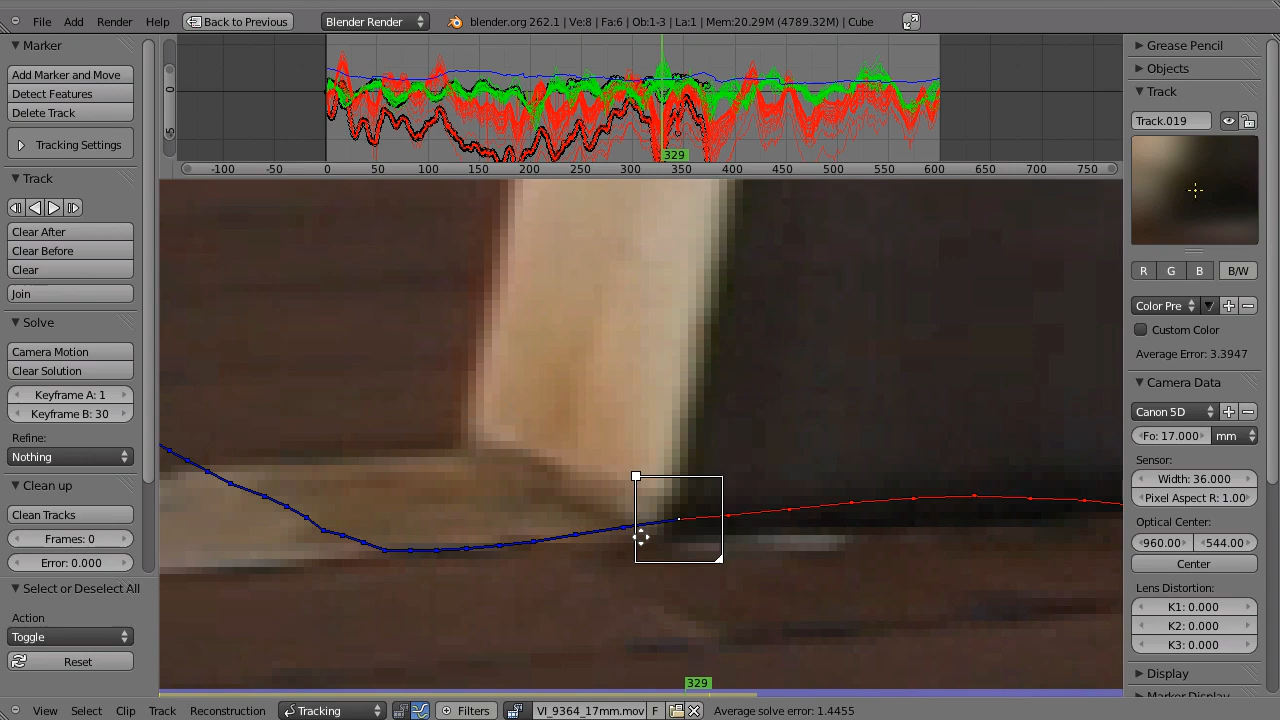 File Add Render Help Back to Previous Blender Render blender.org 262.1 | Ve:8 | Fa:6 | Ob:1-3 | La:1 | Mem:20.29M (4789.32M) | Cube
Marker
Add Marker and Move
Detect Features
Delete Track
Tracking Settings
Track
Clear After
Clear Before
Clear
Join
Solve
Camera Motion
Clear Solution
Keyframe A: 1
Keyframe B: 30
Refine:
Nothing
Clean up
Clean Tracks
Frames: 0
Error: 0.000
Select or Deselect All
Action
Toggle
Reset
0
-5
329
-100 -50 0 50 100 150 200 250 300 350 400 450 500 550 600 650 700 750
329
Grease Pencil
Objects
Track
Track.019
R G B B/W
Color Pre
Custom Color
Average Error: 3.3947
Camera Data
Canon 5D
Fo: 17.000 mm
Sensor:
Width: 36.000
Pixel Aspect R: 1.00
Optical Center:
960.00 544.00
Center
Lens Distortion:
K1: 0.000
K2: 0.000
K3: 0.000
Display
Marker Display
View Select Clip Track Reconstruction Tracking Filters VI_9364_17mm.mov F Average solve error: 1.4455